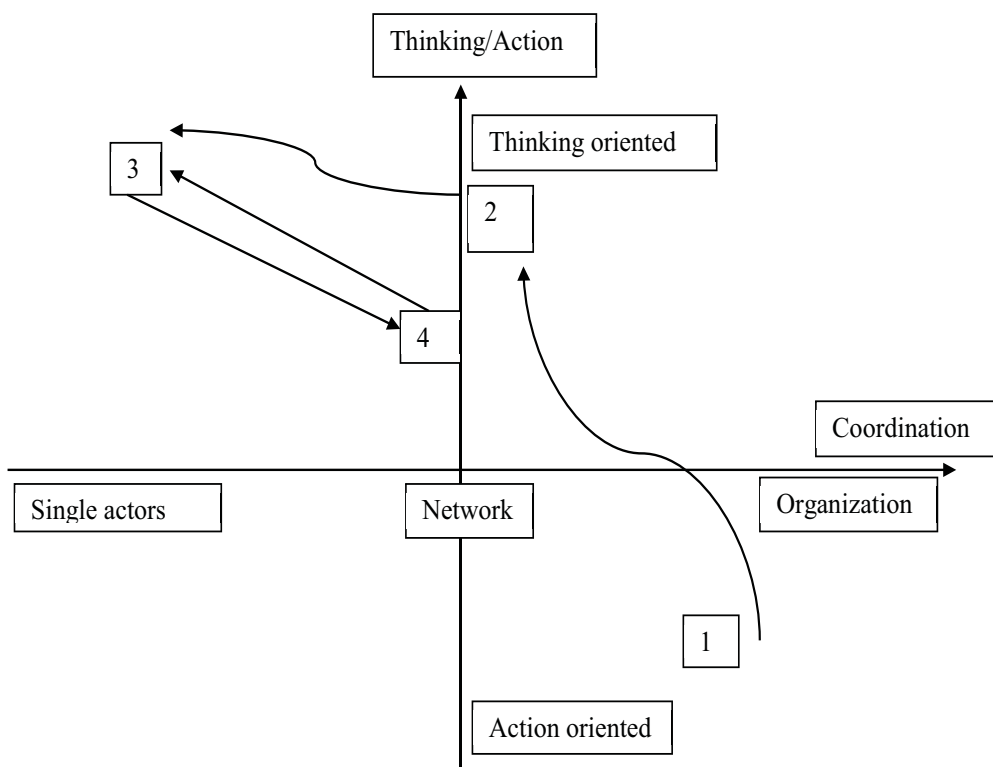 Thinking/Action
Thinking oriented
3
2
4
Coordination
Single actors
Network
Organization
1
Action oriented